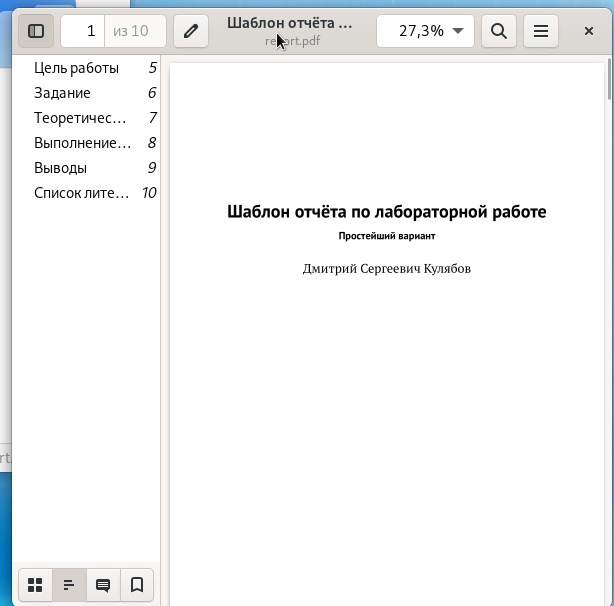 1 из 10
Шаблон отчёта ...
report.pdf
27,3%
Цель работы 5
Задание 6
Теоретичес... 7
Выполнение... 8
Выводы 9
Список лите... 10
Шаблон отчёта по лабораторной работе
Простейший вариант
Дмитрий Сергеевич Кулябов